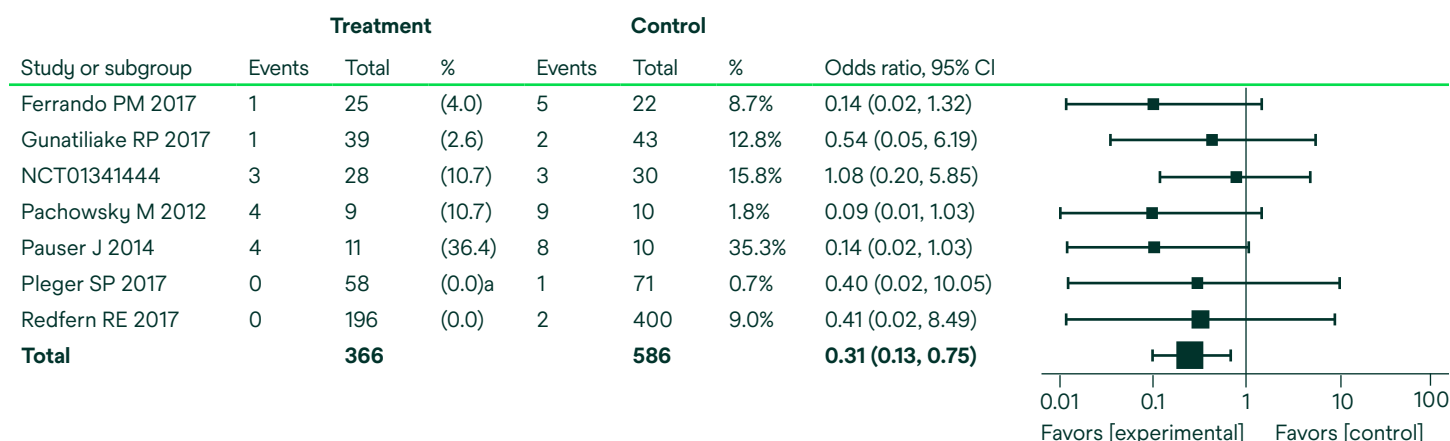 Treatment Control
Study or subgroup Events Total % Events Total % Odds ratio, 95% CI
Ferrando PM 2017 1 25 (4.0) 5 22 8.7% 0.14 (0.02, 1.32)
Gunatiliake RP 2017 1 39 (2.6) 2 43 12.8% 0.54 (0.05, 6.19)
NCT01341444 3 28 (10.7) 3 30 15.8% 1.08 (0.20, 5.85)
Pachowsky M 2012 4 9 (10.7) 9 10 1.8% 0.09 (0.01, 1.03)
Pauser J 2014 4 11 (36.4) 8 10 35.3% 0.14 (0.02, 1.03)
Pleger SP 2017 0 58 (0.0)a 1 71 0.7% 0.40 (0.02, 10.05)
Redfern RE 2017 0 196 (0.0) 2 400 9.0% 0.41 (0.02, 8.49)
Total 366 586 0.31 (0.13, 0.75)
0.01 0.1 1 10 100
Favors [experimental] Favors [control]